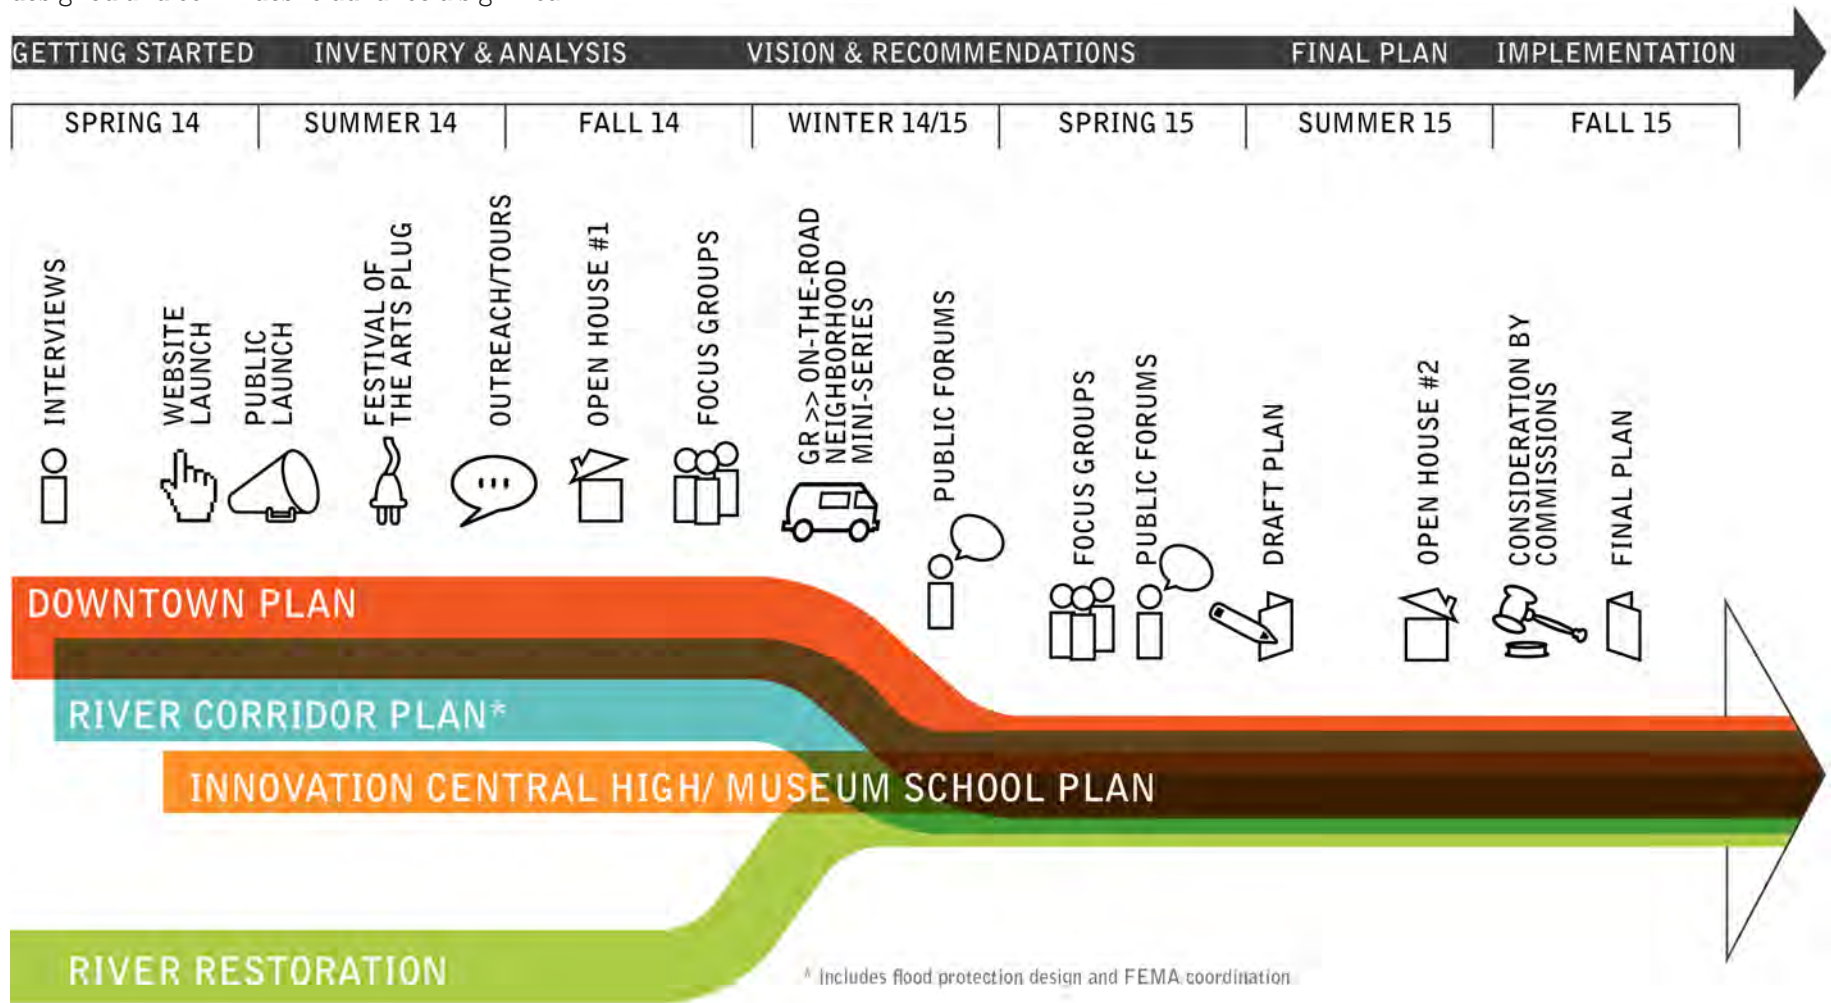 GETTING STARTED INVENTORY & ANALYSIS VISION & RECOMMENDATIONS FINAL PLAN IMPLEMENTATION
SPRING 14 SUMMER 14 FALL 14 WINTER 14/15 SPRING 15 SUMMER 15 FALL 15
INTERVIEWS
WEBSITE
LAUNCH
PUBLIC
LAUNCH
FESTIVAL OF
THE ARTS PLUG
OUTREACH/TOURS
OPEN HOUSE #1
FOCUS GROUPS
GR >> ON-THE-ROAD
NEIGHBORHOOD
MINI-SERIES
PUBLIC FORUMS
FOCUS GROUPS
PUBLIC FORUMS
DRAFT PLAN
OPEN HOUSE #2
CONSIDERATION BY
COMMISSIONS
FINAL PLAN
DOWNTOWN PLAN
RIVER CORRIDOR PLAN*
INNOVATION CENTRAL HIGH/ MUSEUM SCHOOL PLAN
RIVER RESTORATION
* Includes flood protection design and FEMA coordination